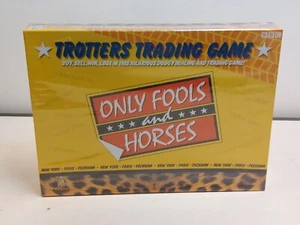 TROTTERS TRADING GAME
BUY, SELL, WIN, LOSE IN THIS HILARIOUS DODGY DEALING AND TRADING GAME!
ONLY FOOLS
and
HORSES
NEW YORK - PARIS - PECKHAM - NEW YORK - PARIS - PECKHAM - NEW YORK - PARIS - PECKHAM - NEW YORK - PARIS - PECKHAM